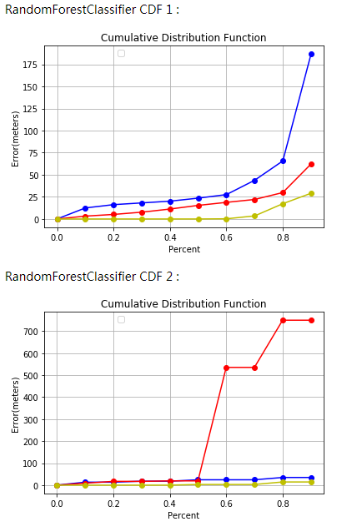 RandomForestClassifier CDF 1 :
Cumulative Distribution Function
175
150
125
100
75
50
25
0
Error(meters)
0.0 0.2 0.4 0.6 0.8
Percent
RandomForestClassifier CDF 2 :
Cumulative Distribution Function
700
600
500
400
300
200
100
0
Error(meters)
0.0 0.2 0.4 0.6 0.8
Percent